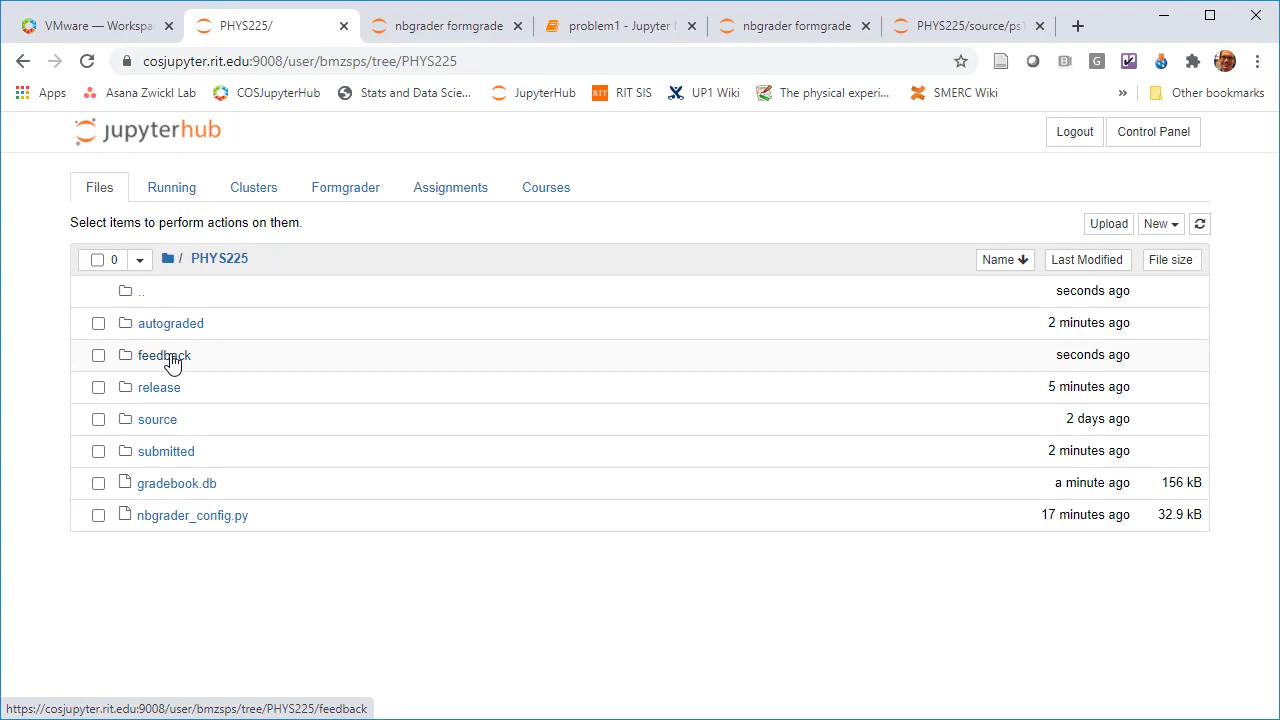 VMware — Workspa
PHYS225/
nbgrader formgrade
problem1 - Jupyter
nbgrader formgrade
PHYS225/source/ps1
cosjupyter.rit.edu:9008/user/bmzsps/tree/PHYS225
Apps
Asana Zwickl Lab
COSJupyterHub
Stats and Data Scie...
JupyterHub
RIT
RIT SIS
UP1 Wiki
The physical experi...
SMERC Wiki
»
Other bookmarks
jupyterhub
Logout
Control Panel
Files
Running
Clusters
Formgrader
Assignments
Courses
Select items to perform actions on them.
Upload
New
0
/ PHYS225
Name
Last Modified
File size
..
seconds ago
autograded
2 minutes ago
feedback
seconds ago
release
5 minutes ago
source
2 days ago
submitted
2 minutes ago
gradebook.db
a minute ago
156 kB
nbgrader_config.py
17 minutes ago
32.9 kB
https://cosjupyter.rit.edu:9008/user/bmzsps/tree/PHYS225/feedback